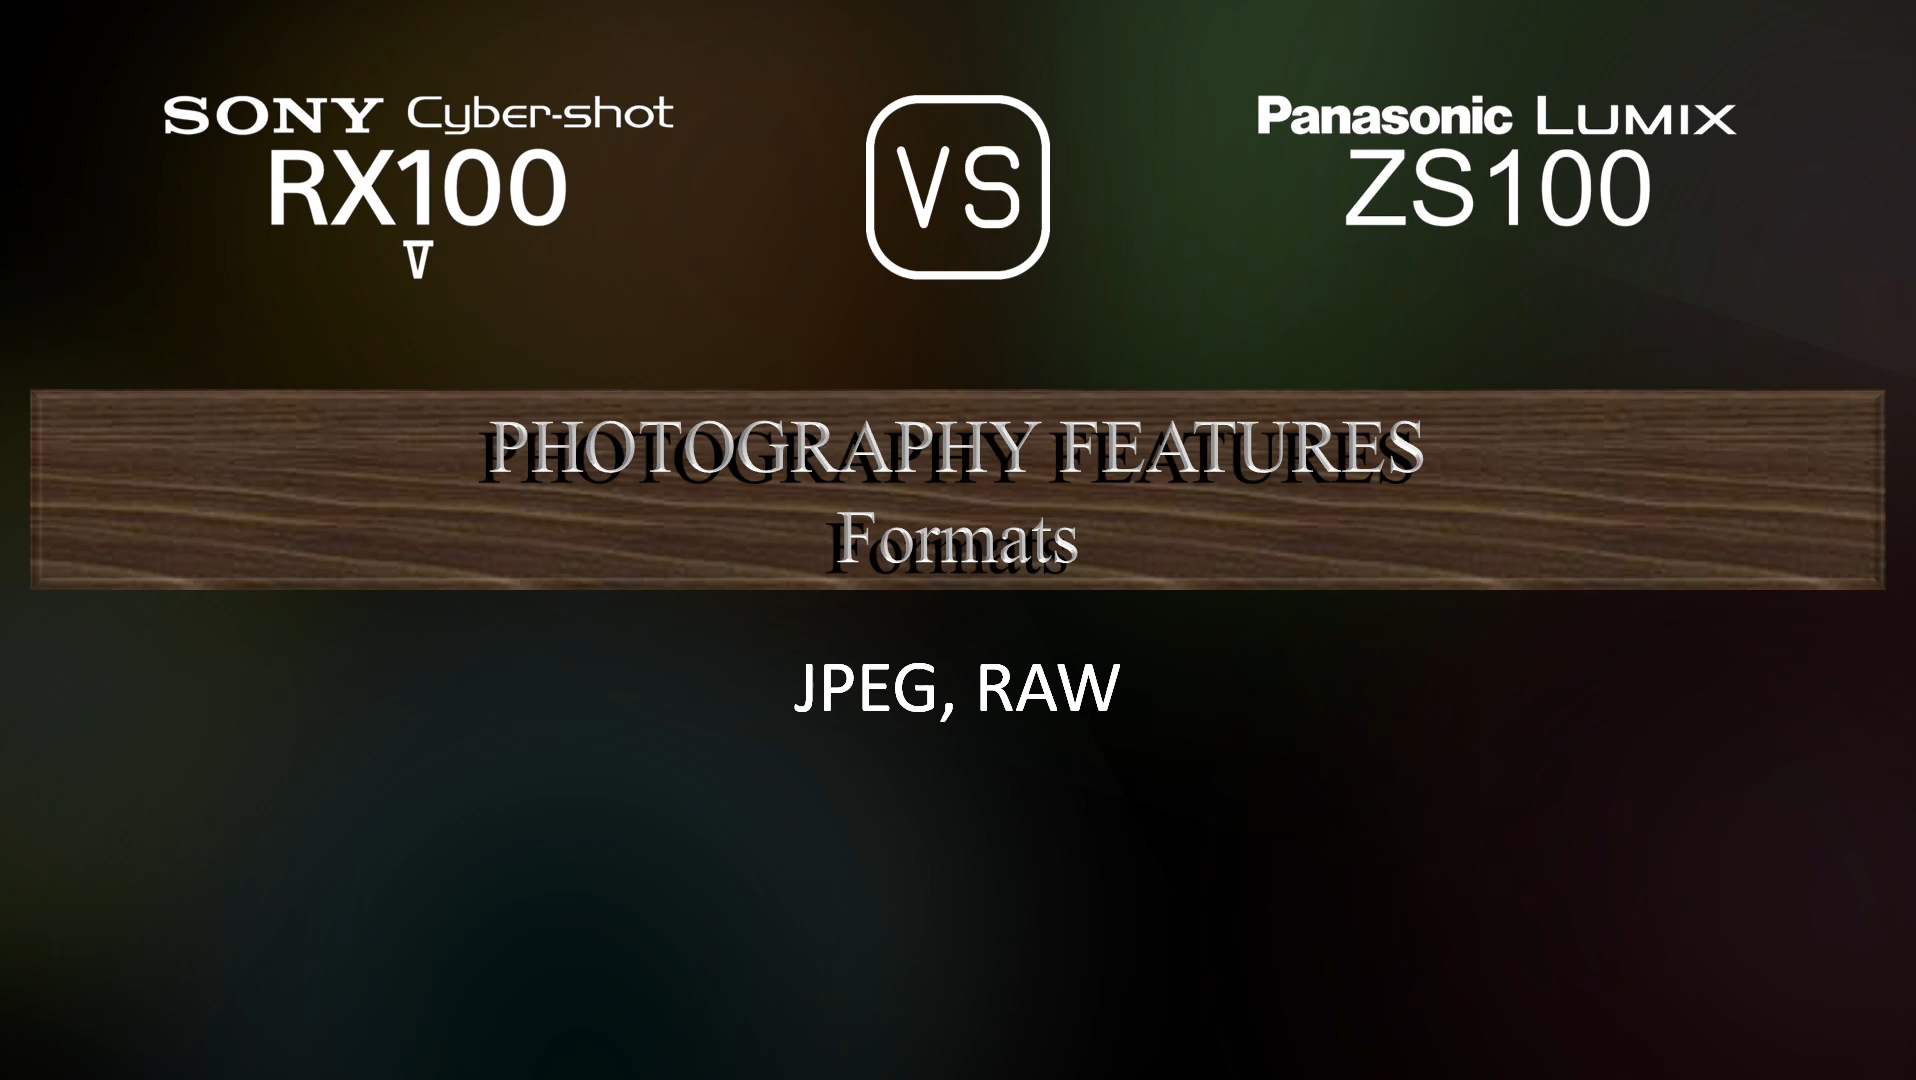 SONY Cyber-shot
RX100
V
VS
Panasonic LUMIX
ZS100
PHOTOGRAPHY FEATURES
Formats
JPEG, RAW